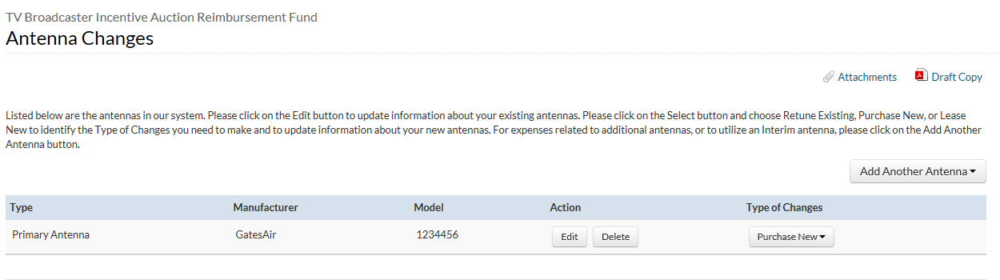 TV Broadcaster Incentive Auction Reimbursement Fund
Antenna Changes
Attachments Draft Copy
Listed below are the antennas in our system. Please click on the Edit button to update information about your existing antennas. Please click on the Select button and choose Retune Existing, Purchase New, or Lease
New to identify the Type of Changes you need to make and to update information about your new antennas. For expenses related to additional antennas, or to utilize an Interim antenna, please click on the Add Another
Antenna button.
Add Another Antenna
Type Manufacturer Model Action Type of Changes
Primary Antenna GatesAir 1234456 Edit Delete Purchase New